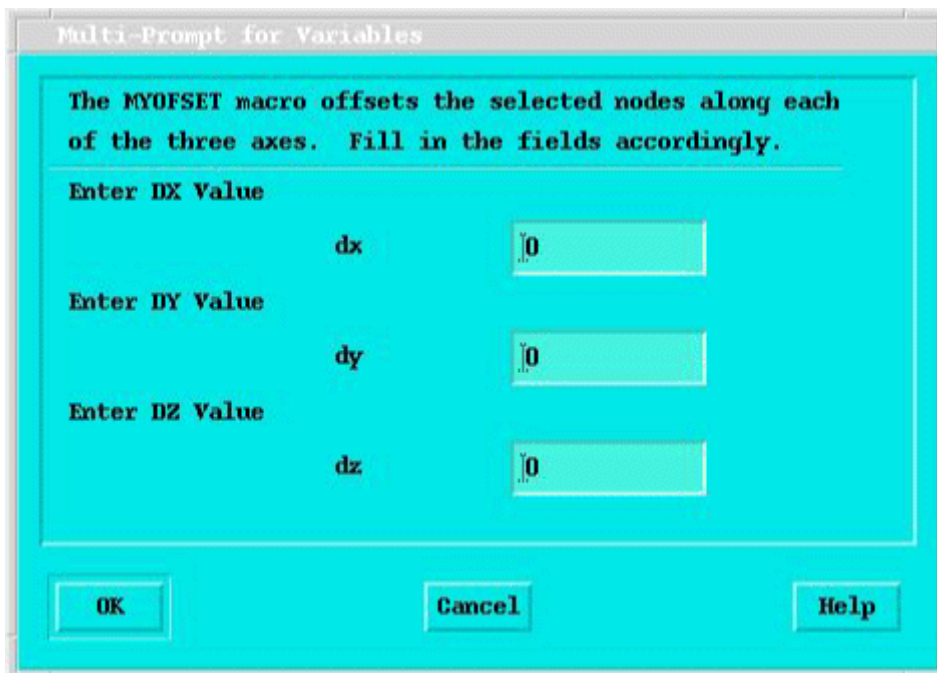 Multi-Prompt for Variables
The MYOFSET macro offsets the selected nodes along each
of the three axes. Fill in the fields accordingly.
Enter DX Value
dx 0
Enter DY Value
dy 0
Enter DZ Value
dz 0
OK Cancel Help